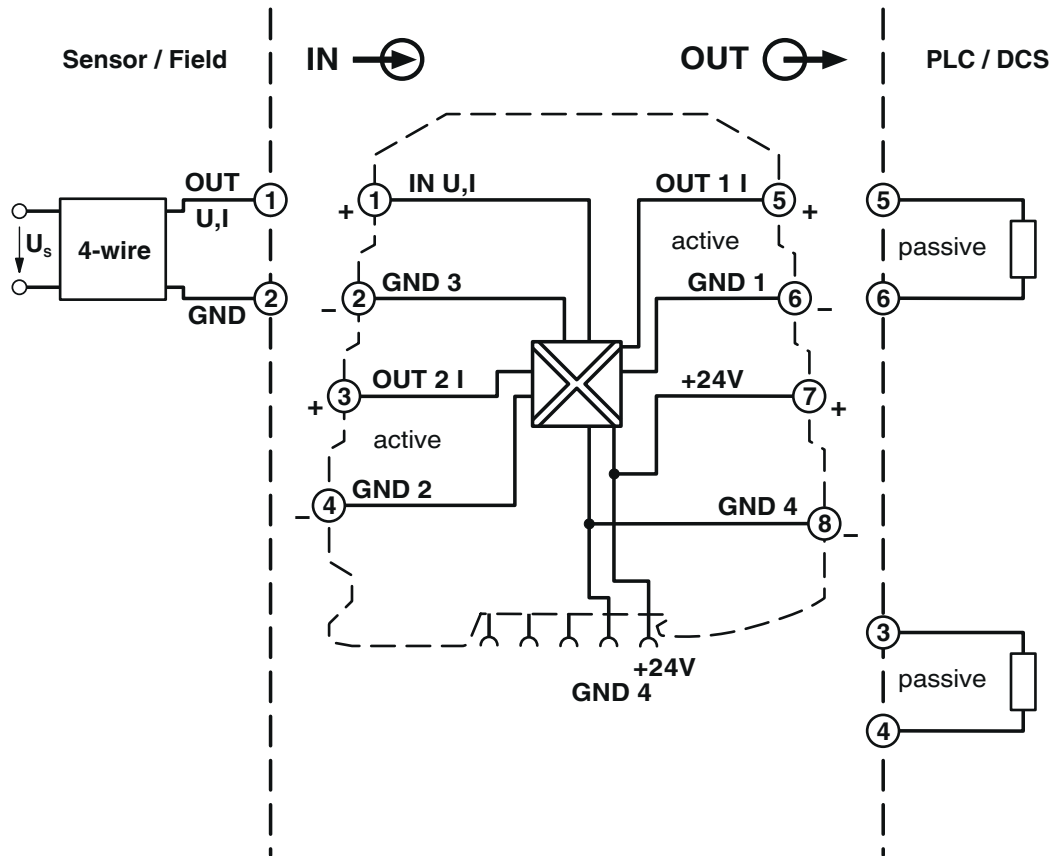 Sensor / Field
IN
OUT
PLC / DCS
OUT
U,I
1
4-wire
Us
2
GND
1
+
IN U,I
2
–
GND 3
3
+
OUT 2 I
active
4
–
GND 2
OUT 1 I
5
+
active
GND 1
6
–
+24V
7
+
GND 4
8
–
+24V
GND 4
5
passive
6
3
passive
4